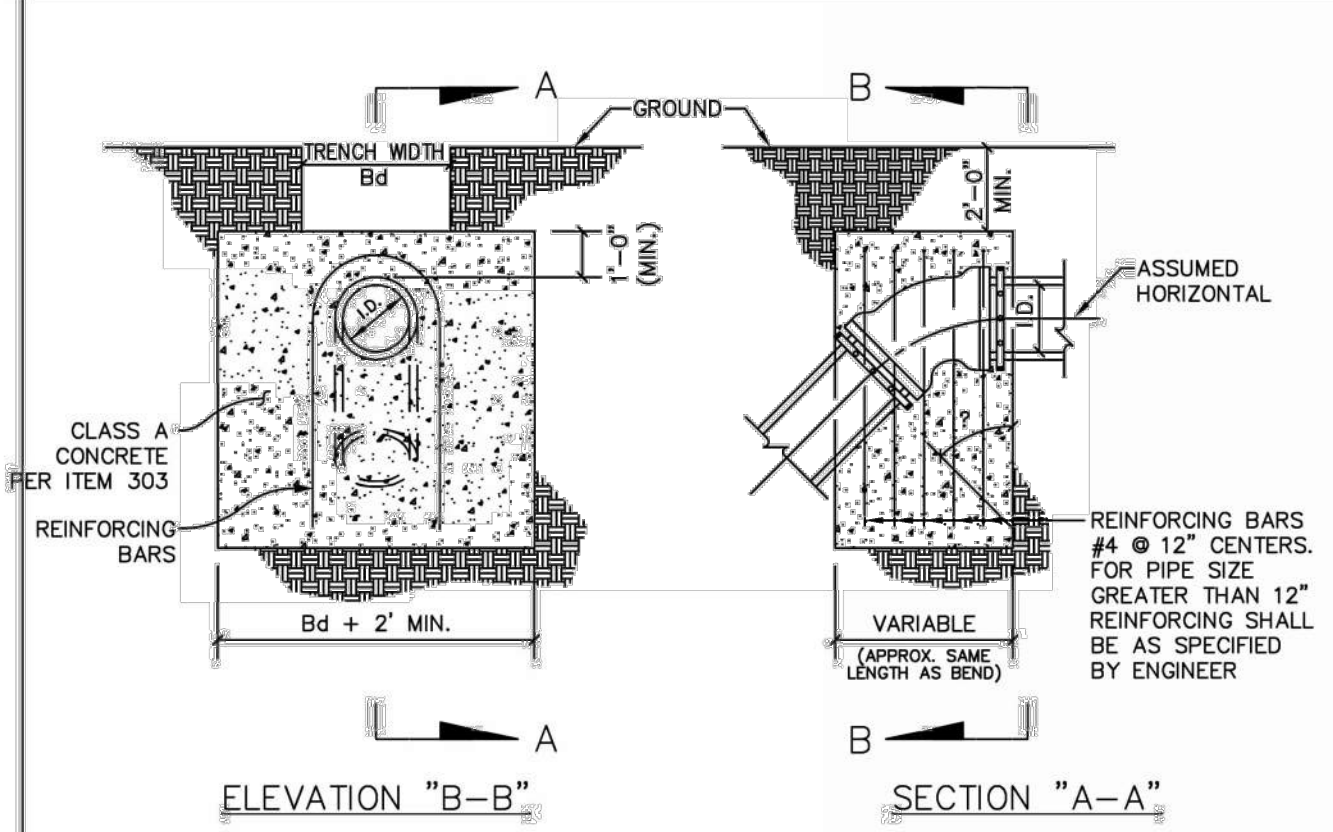 A
B
GROUND
TRENCH WIDTH
Bd
2'-0"
MIN.
1'-0"
(MIN.)
I.D.
I.D.
ASSUMED
HORIZONTAL
CLASS A
CONCRETE
PER ITEM 303
REINFORCING
BARS
?
REINFORCING BARS
#4 @ 12" CENTERS.
FOR PIPE SIZE
GREATER THAN 12"
REINFORCING SHALL
BE AS SPECIFIED
BY ENGINEER
Bd + 2' MIN.
VARIABLE
(APPROX. SAME
LENGTH AS BEND)
A
B
ELEVATION "B-B"
SECTION "A-A"